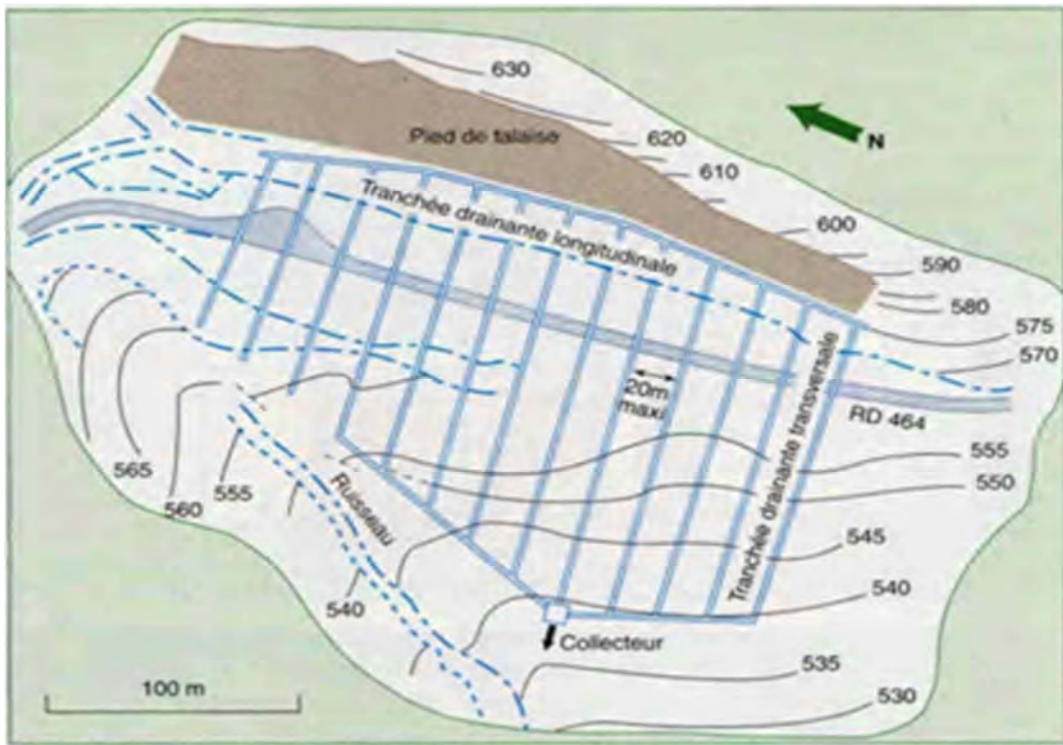 630
620
Pied de falaise
N
610
600
590
580
575
570
Tranchée drainante longitudinale
20m
maxi
RD 464
Tranchée drainante transversale
555
550
545
540
565
560
555
Ruisseau
540
Collecteur
535
530
100 m